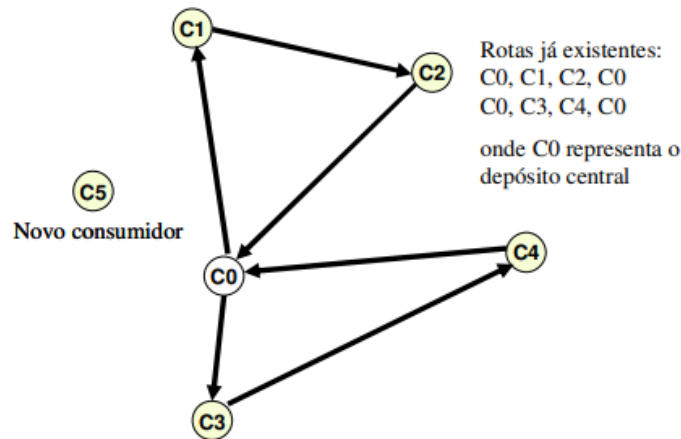 C1
C2
Rotas já existentes:
C0, C1, C2, C0
C0, C3, C4, C0
onde C0 representa o
depósito central
C5
Novo consumidor
C4
C0
C3